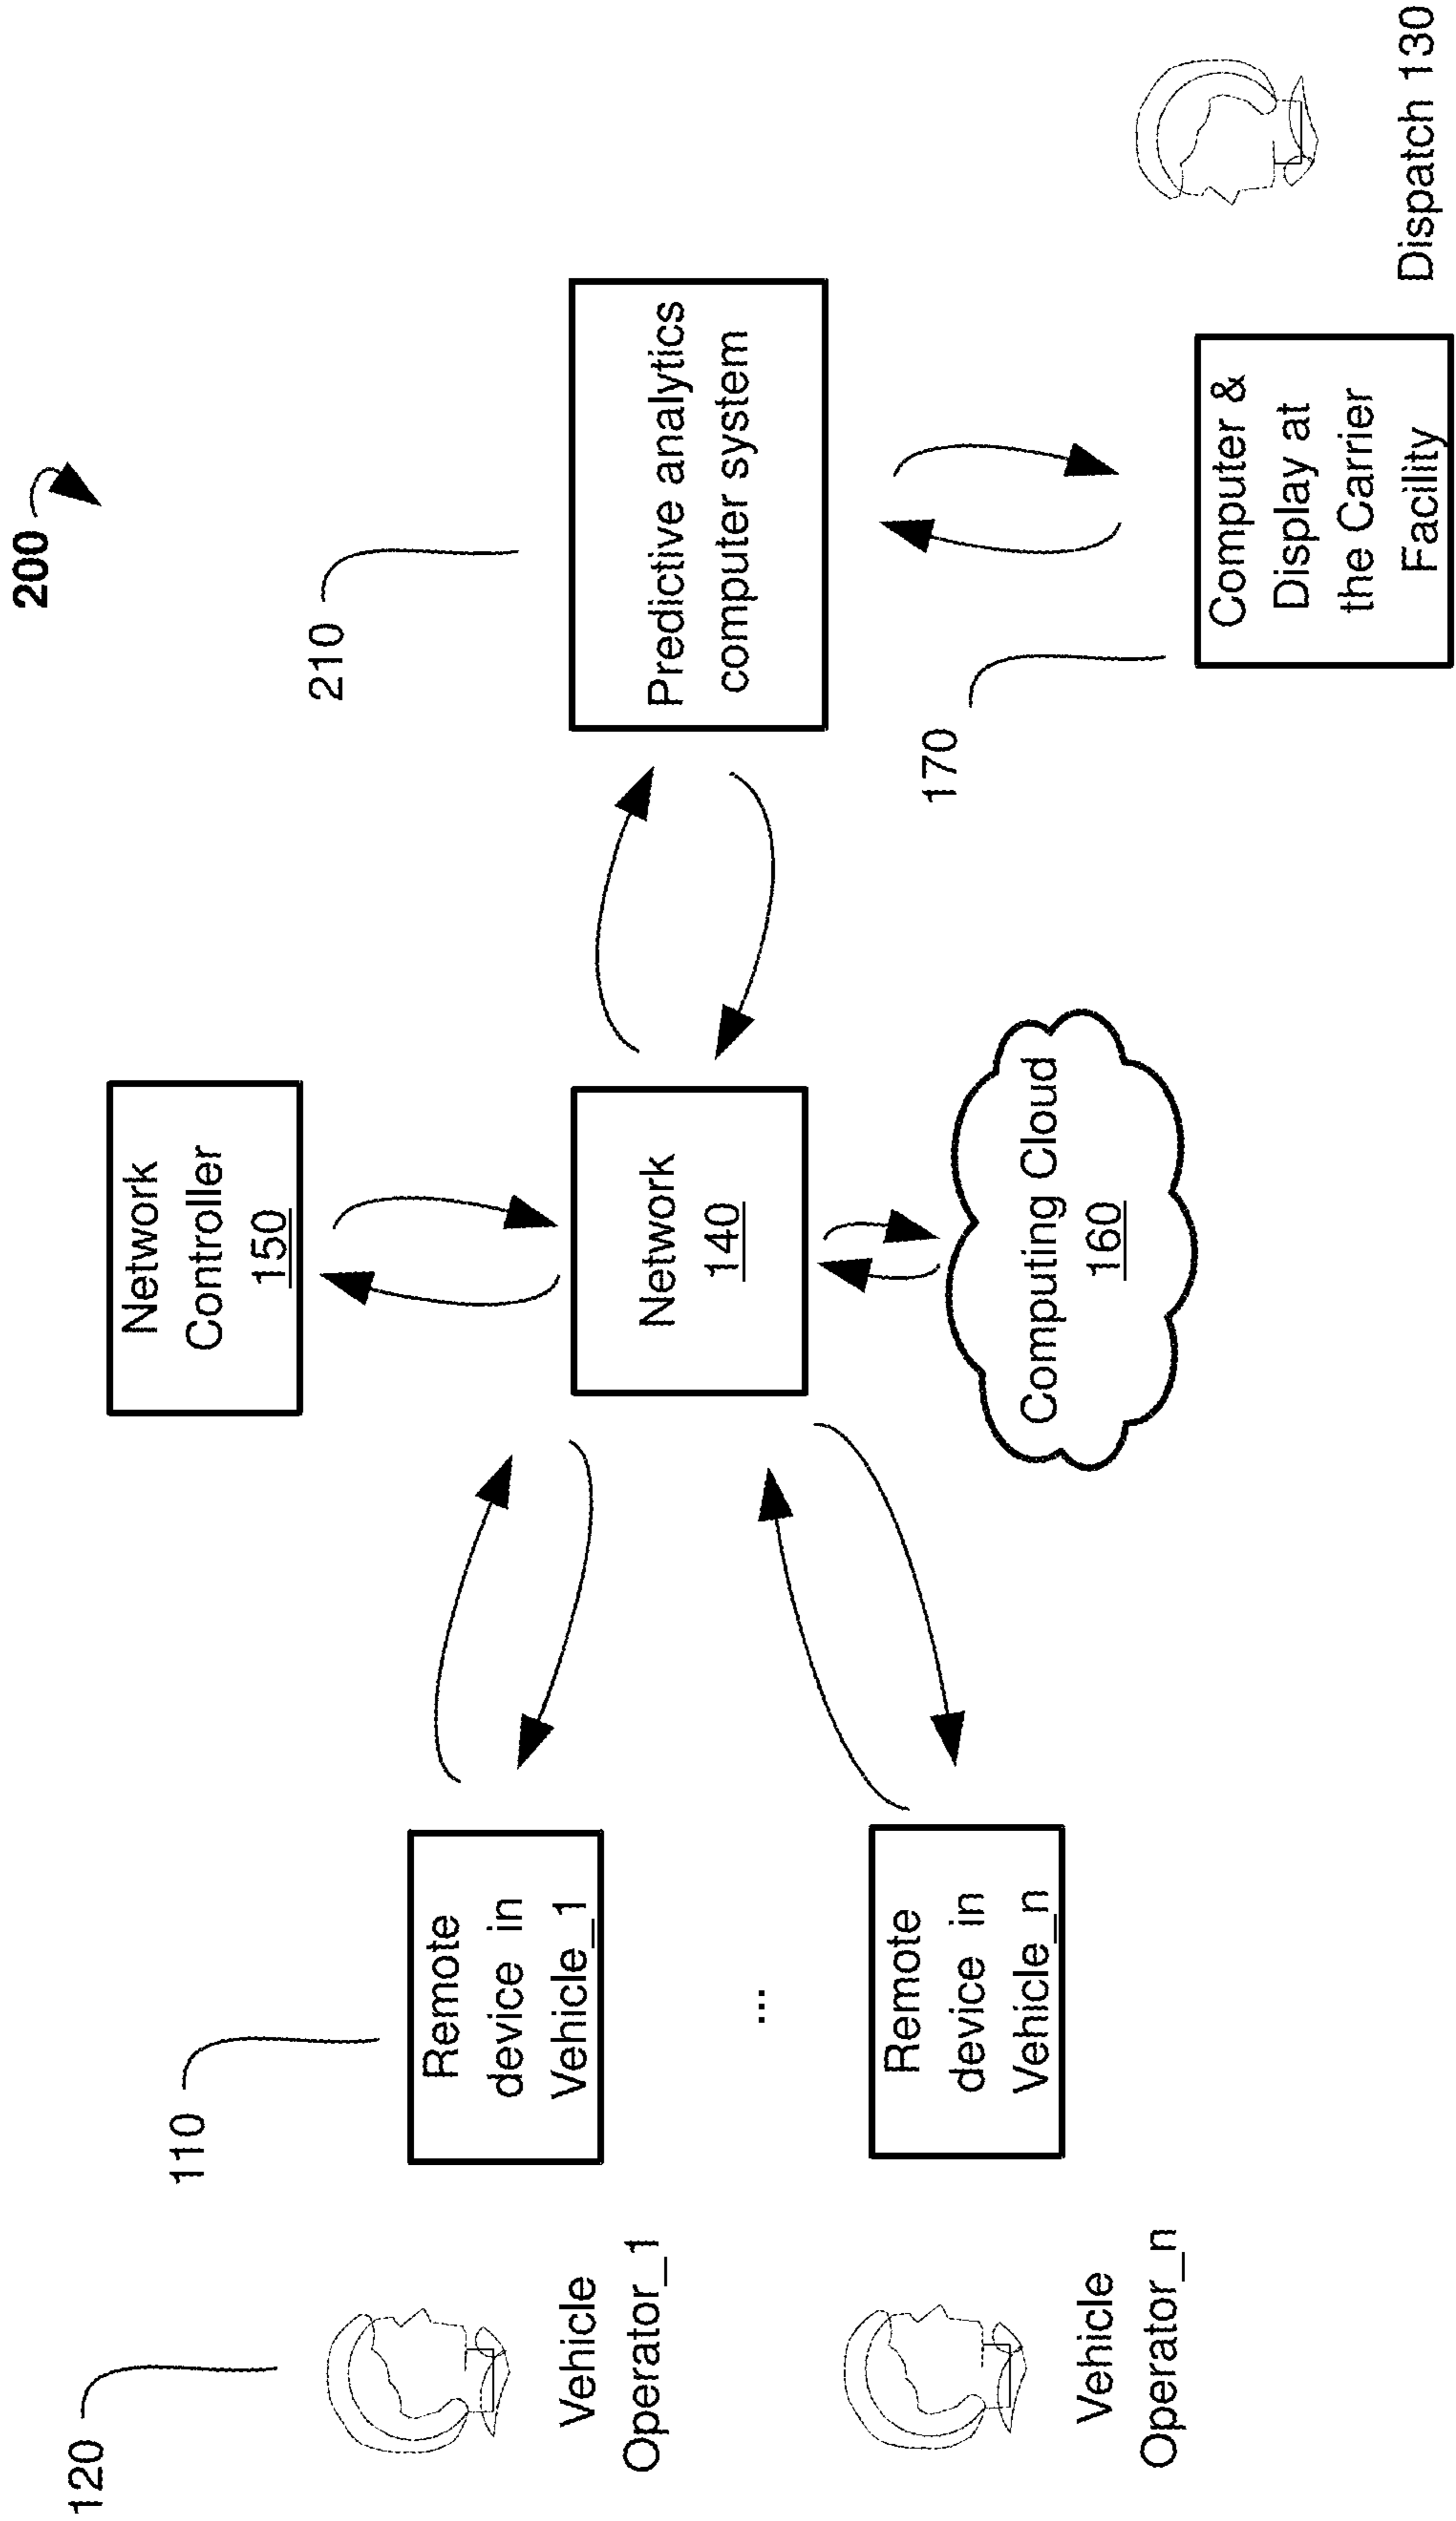 200
120
110
Vehicle
Operator_1
Remote
device in
Vehicle_1
...
Vehicle
Operator_n
Remote
device in
Vehicle_n
Network
Controller
150
Network
140
Computing Cloud
160
210
Predictive analytics
computer system
170
Computer &
Display at
the Carrier
Facility
Dispatch 130